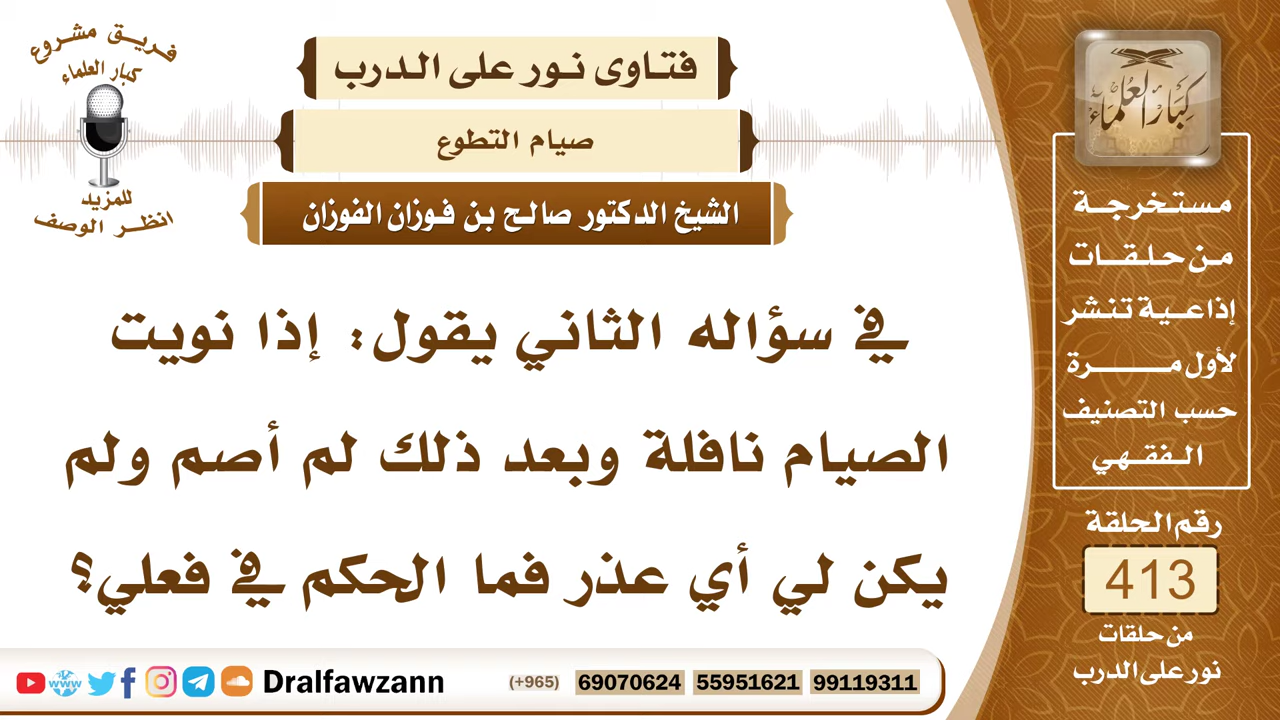 فريق مشروع
كبار العلماء
للمزيد
انظر الوصف
فتاوى نور على الدرب
صيام التطوع
الشيخ الدكتور صالح بن فوزان الفوزان
في سؤاله الثاني يقول: إذا نويت
الصيام نافلة وبعد ذلك لم أصم ولم
يكن لي أي عذر فما الحكم في فعلي؟
كبار العلماء
مستخرجة
من حلقات
إذاعية تنشر
لأول مرة
حسب التصنيف
الفقهي
رقم الحلقة
413
من حلقات
نور على الدرب
www Dralfawzann (+965) 69070624 55951621 99119311